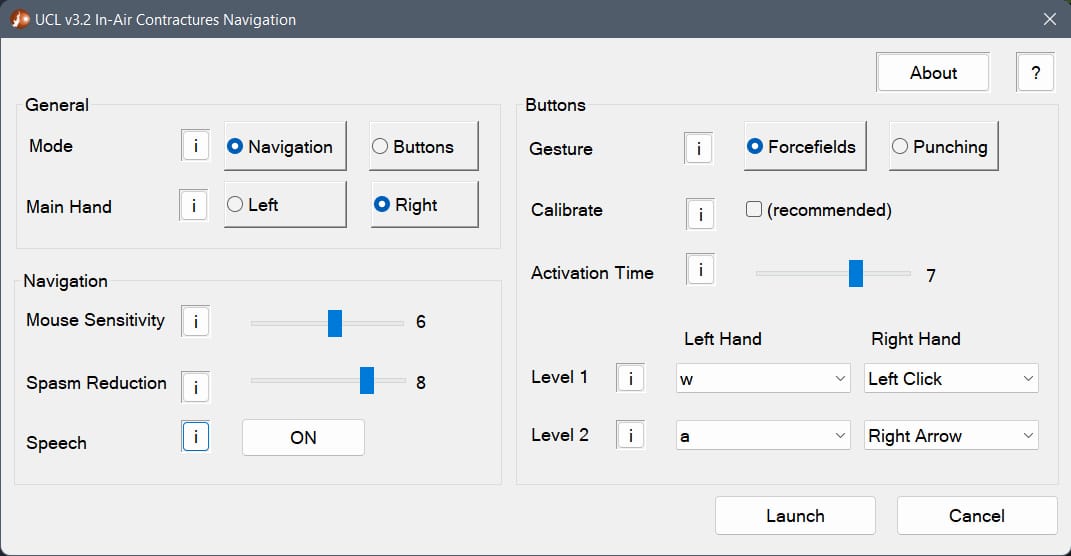 UCL v3.2 In-Air Contractures Navigation
About ?
General
Mode i Navigation Buttons
Main Hand i Left Right
Navigation
Mouse Sensitivity i 6
Spasm Reduction i 8
Speech i ON
Buttons
Gesture i Forcefields Punching
Calibrate i (recommended)
Activation Time i 7
Left Hand Right Hand
Level 1 i w Left Click
Level 2 i a Right Arrow
Launch Cancel